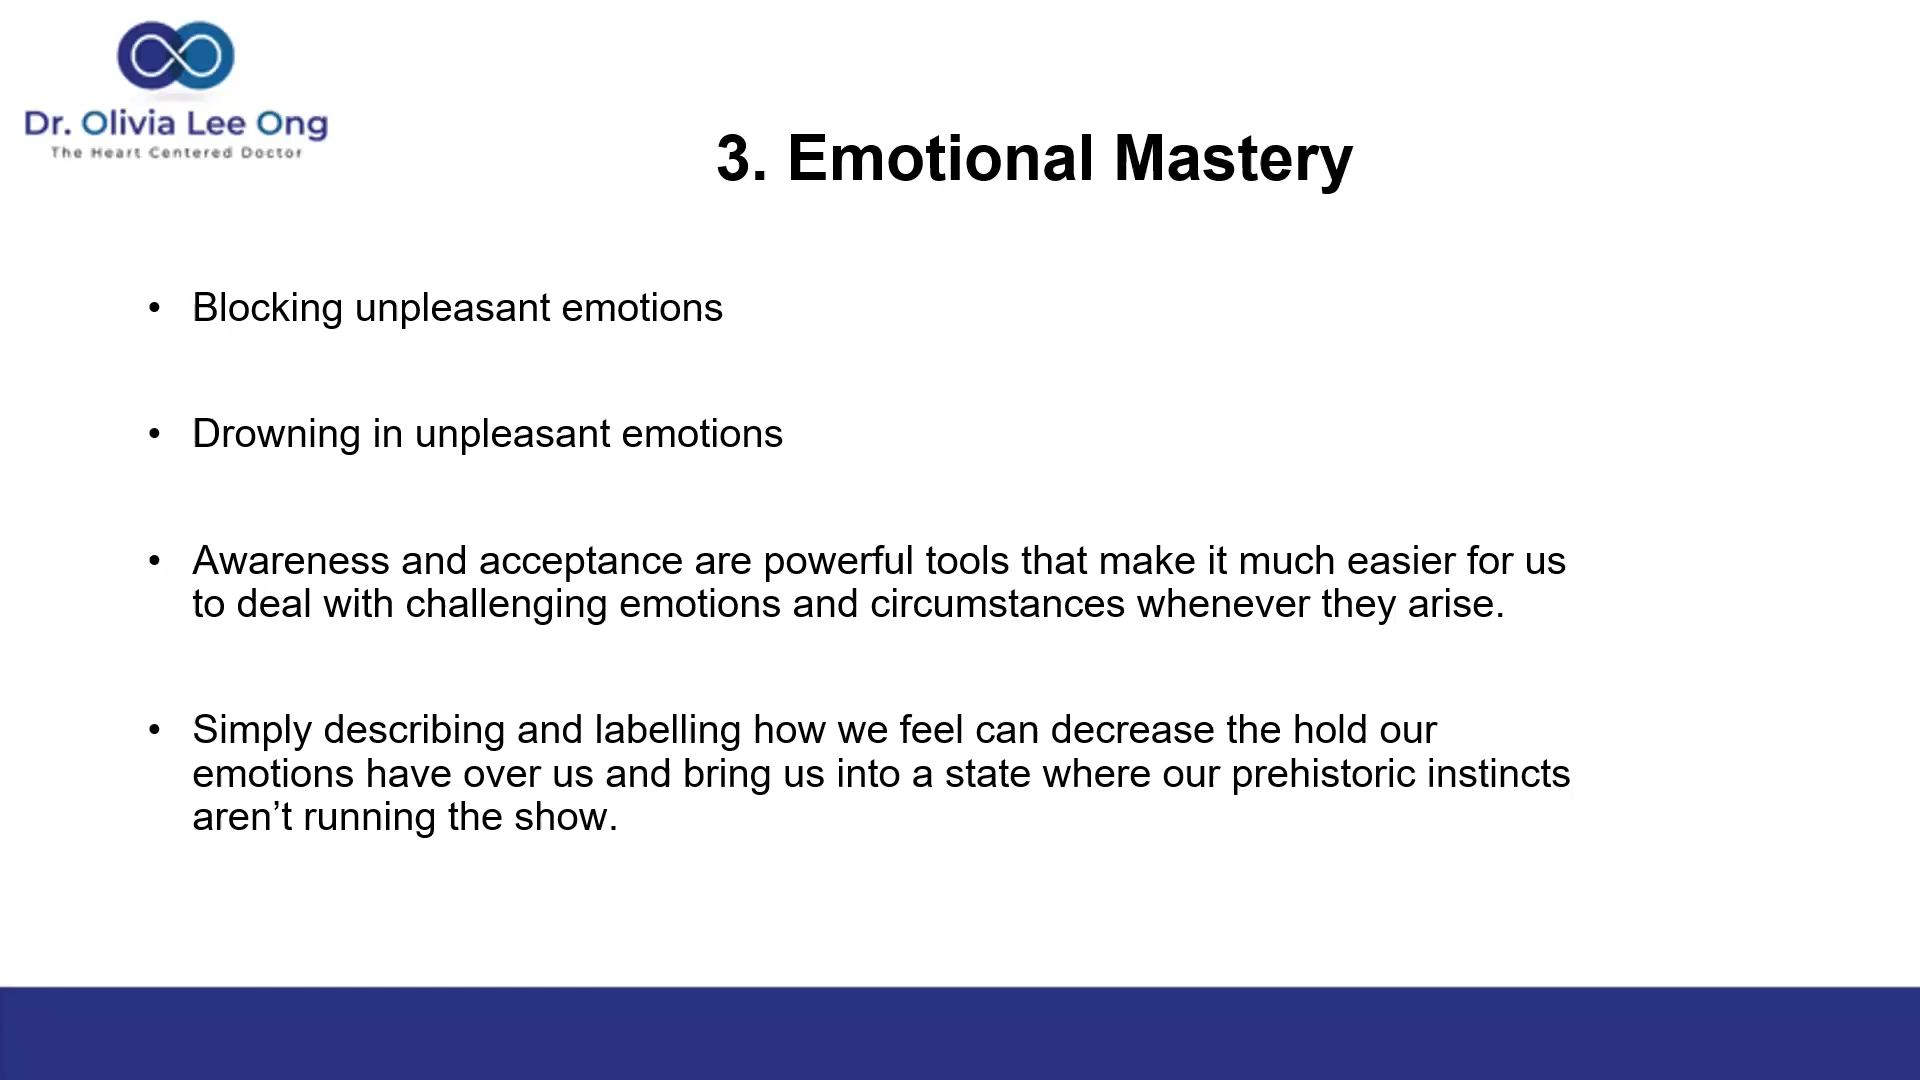 Dr. Olivia Lee Ong
The Heart Centered Doctor
3. Emotional Mastery
• Blocking unpleasant emotions
• Drowning in unpleasant emotions
• Awareness and acceptance are powerful tools that make it much easier for us
to deal with challenging emotions and circumstances whenever they arise.
• Simply describing and labelling how we feel can decrease the hold our
emotions have over us and bring us into a state where our prehistoric instincts
aren’t running the show.